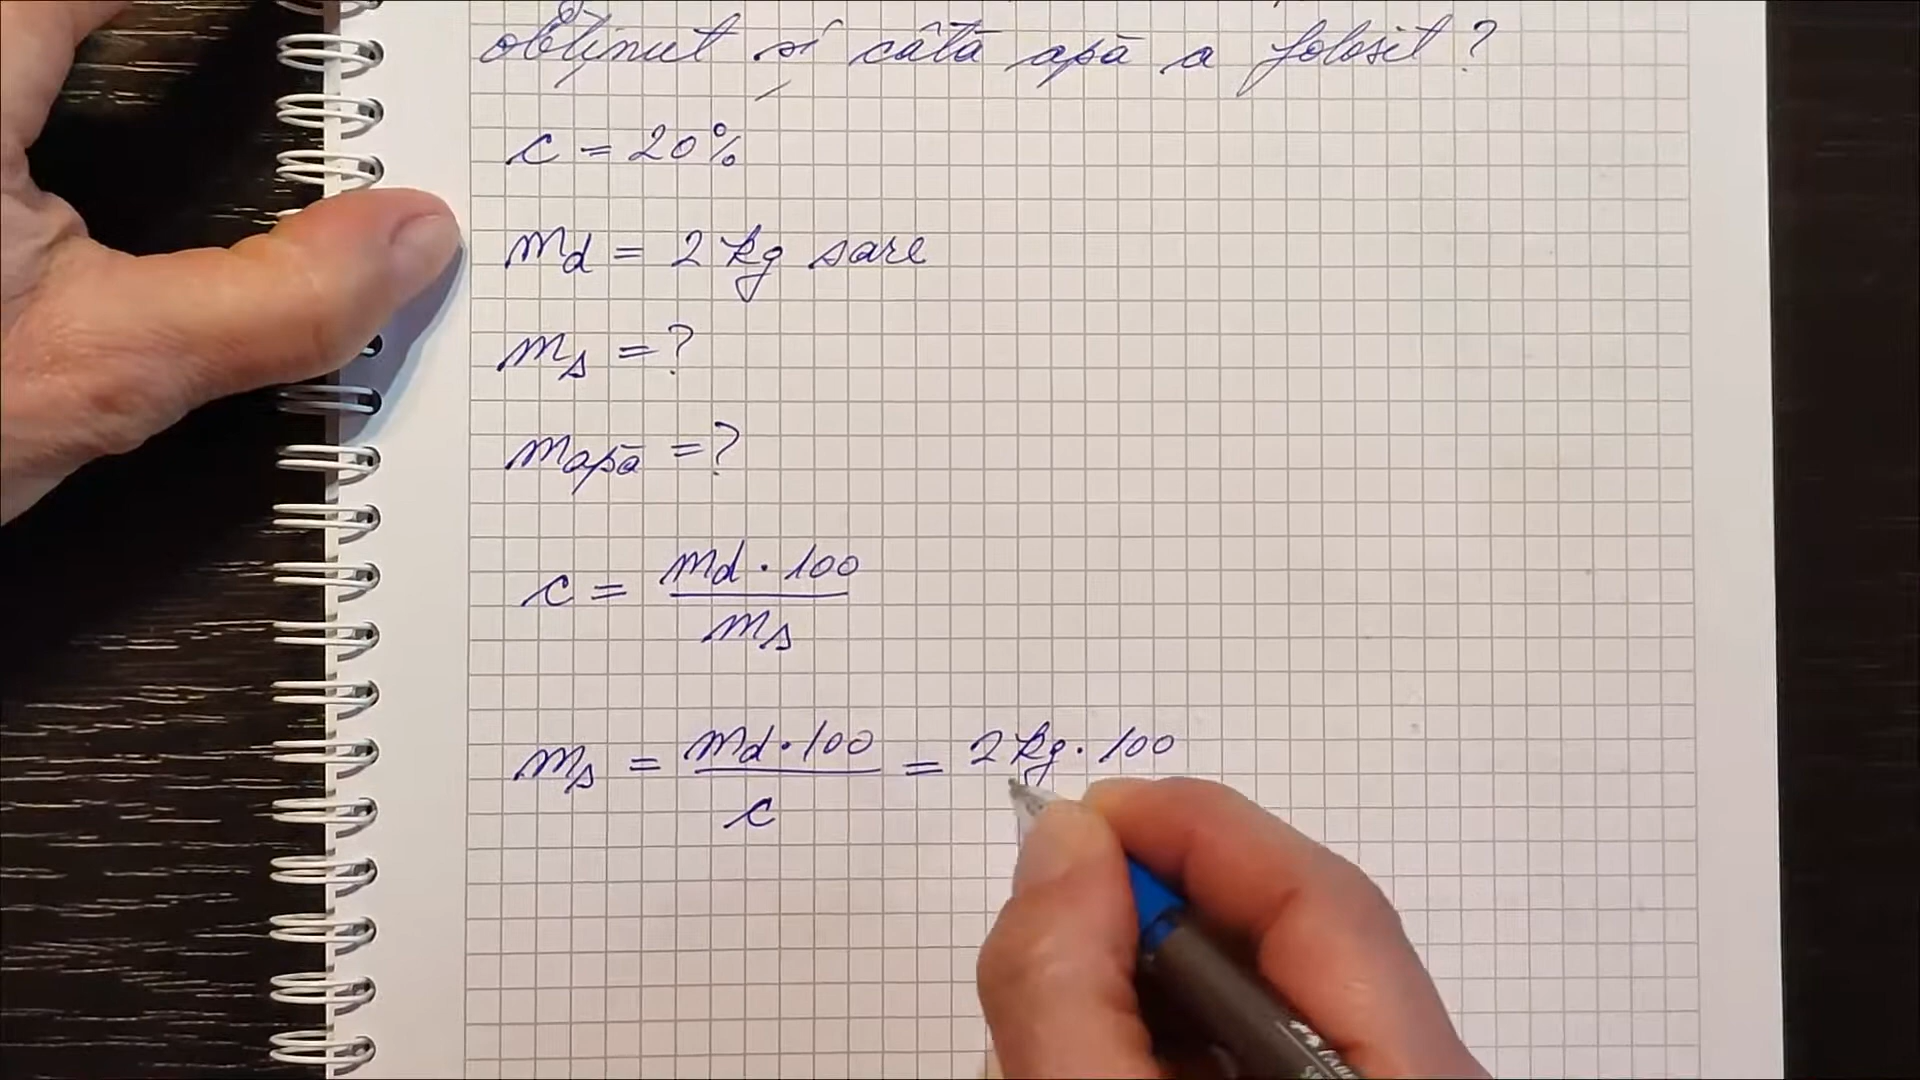 obținut și câtă apă a folosit?
c = 20%
md = 2 kg sare
ms = ?
mapă = ?
c = md · 100 / ms
ms = md · 100 / c = 2 kg · 100